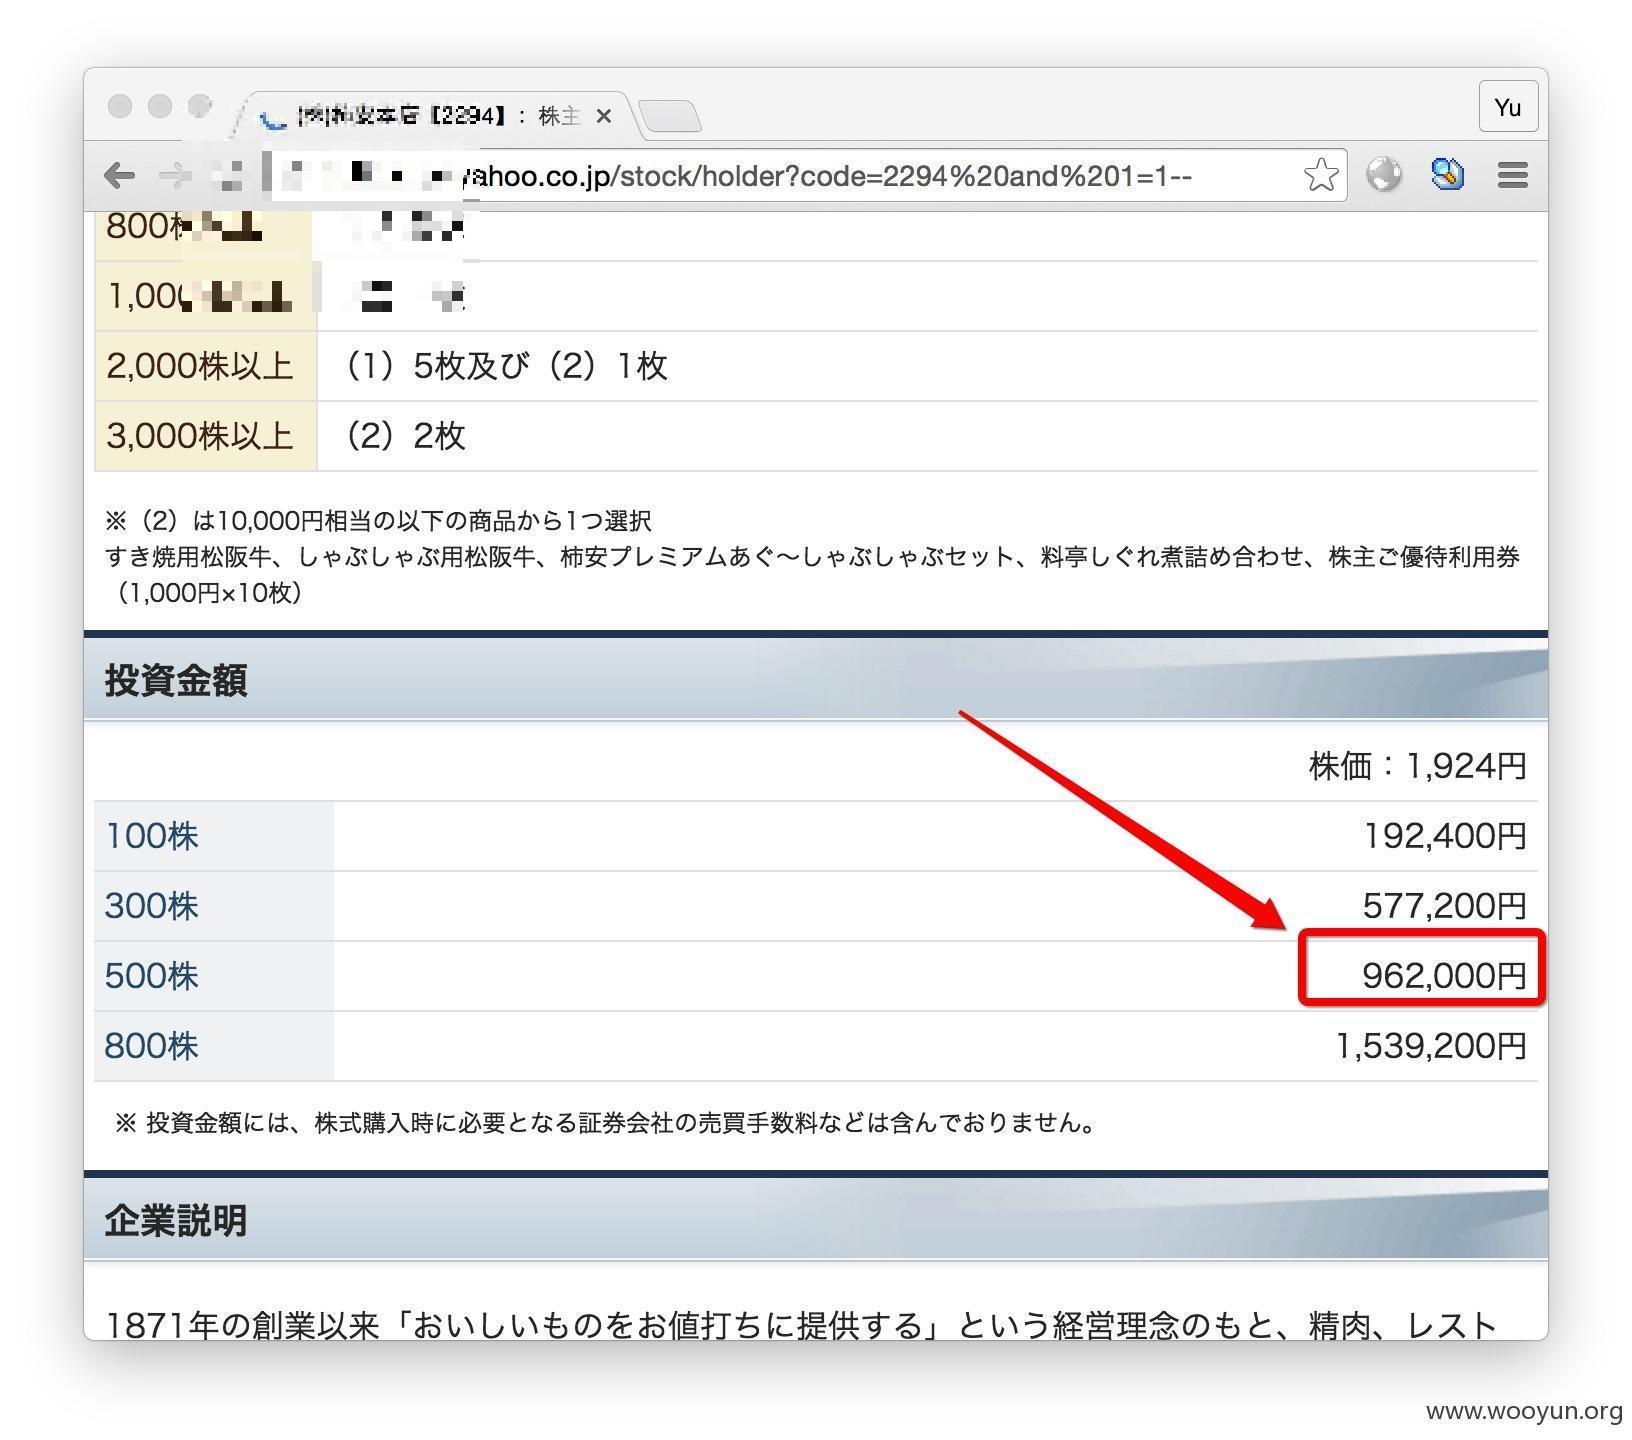 【2294】: 株主
Yu
yahoo.co.jp/stock/holder?code=2294%20and%201=1--
800株
1,000
2,000株以上 （1）5枚及び（2）1枚
3,000株以上 （2）2枚
※（2）は10,000円相当の以下の商品から1つ選択
すき焼用松阪牛、しゃぶしゃぶ用松阪牛、柿安プレミアムあぐ～しゃぶしゃぶセット、料亭しぐれ煮詰め合わせ、株主ご優待利用券
（1,000円×10枚）
投資金額
株価：1,924円
100株 192,400円
300株 577,200円
500株 962,000円
800株 1,539,200円
※ 投資金額には、株式購入時に必要となる証券会社の売買手数料などは含んでおりません。
企業説明
1871年の創業以来「おいしいものをお値打ちに提供する」という経営理念のもと、精肉、レスト
www.wooyun.org